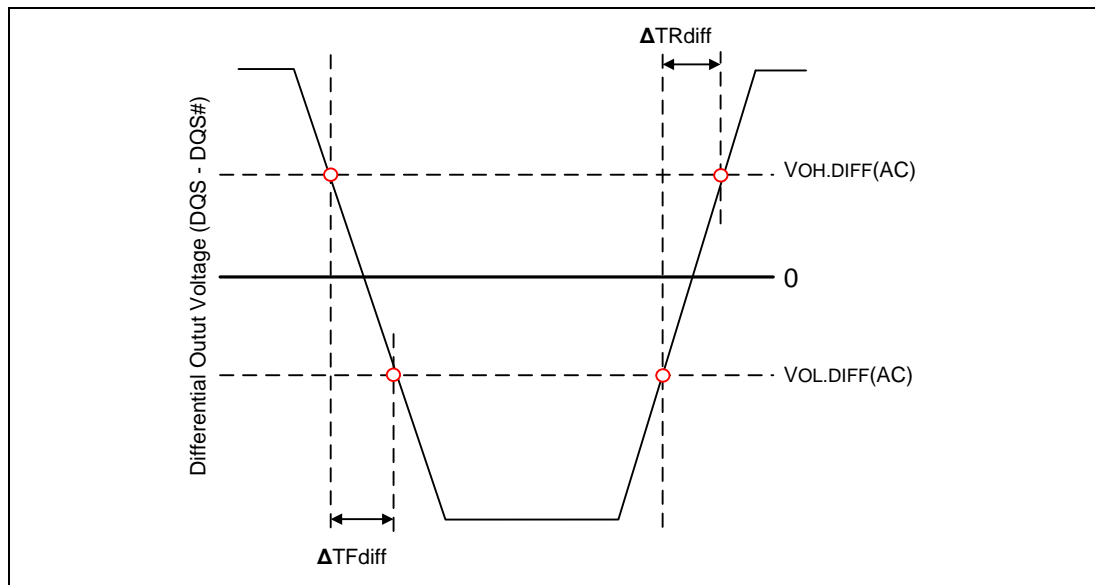 ΔTRdiff
Differential Outut Voltage (DQS - DQS#)
VOH.DIFF(AC)
0
VOL.DIFF(AC)
ΔTFdiff